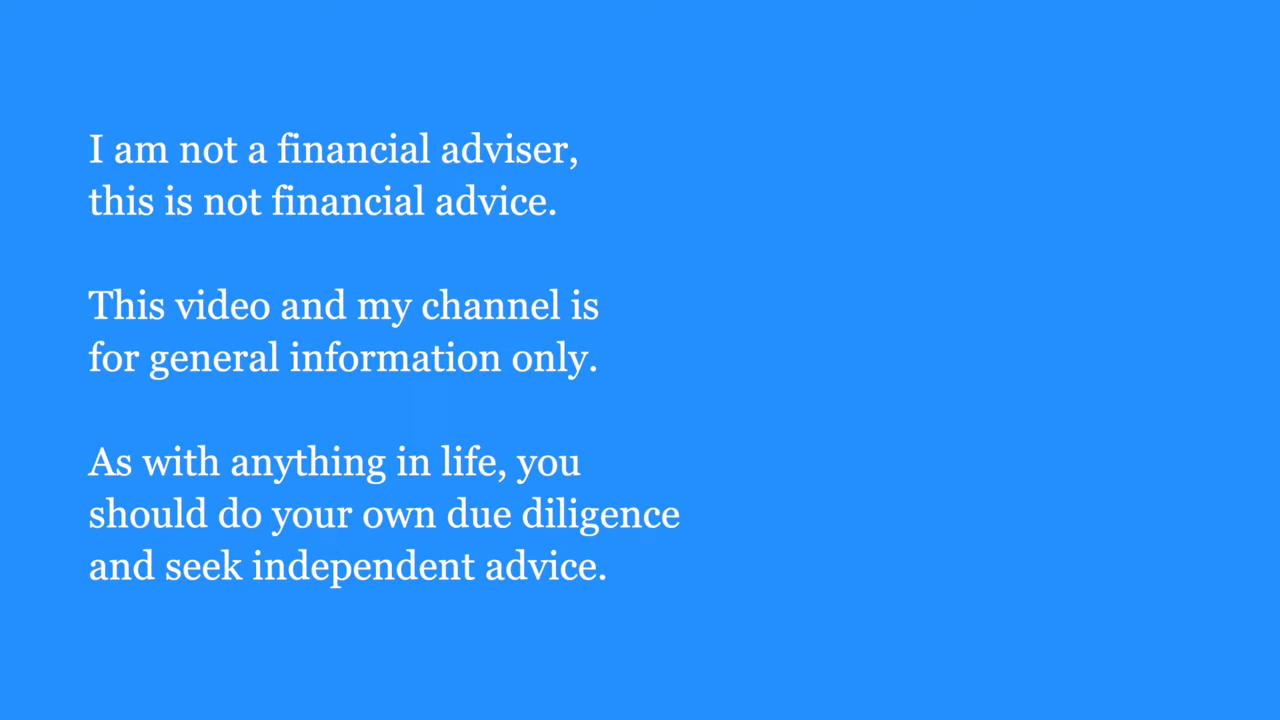 I am not a financial adviser,
this is not financial advice.
This video and my channel is
for general information only.
As with anything in life, you
should do your own due diligence
and seek independent advice.